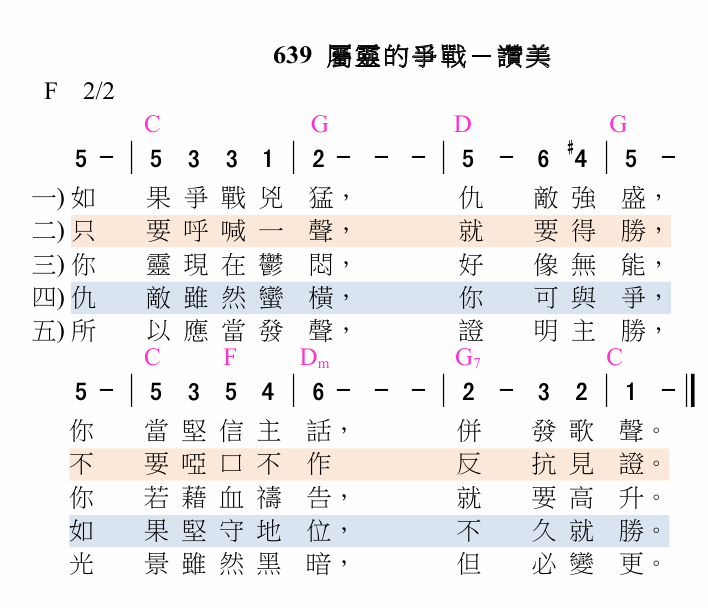 639 屬靈的爭戰－讚美
F 2/2
C G D G
5 - | 5 3 3 1 | 2 - - - | 5 - 6 #4 | 5 -
一) 如 果爭戰兇猛， 仇 敵強盛，
二) 只 要呼喊一聲， 就 要得勝，
三) 你 靈現在鬱悶， 好 像無能，
四) 仇 敵雖然蠻橫， 你 可與爭，
五) 所 以應當發聲， 證 明主勝，
C F Dm G7 C
5 - | 5 3 5 4 | 6 - - - | 2 - 3 2 | 1 - ‖
你 當堅信主話， 併 發歌聲。
不 要啞口不作 反 抗見證。
你 若藉血禱告， 就 要高升。
如 果堅守地位， 不 久就勝。
光 景雖然黑暗， 但 必變更。